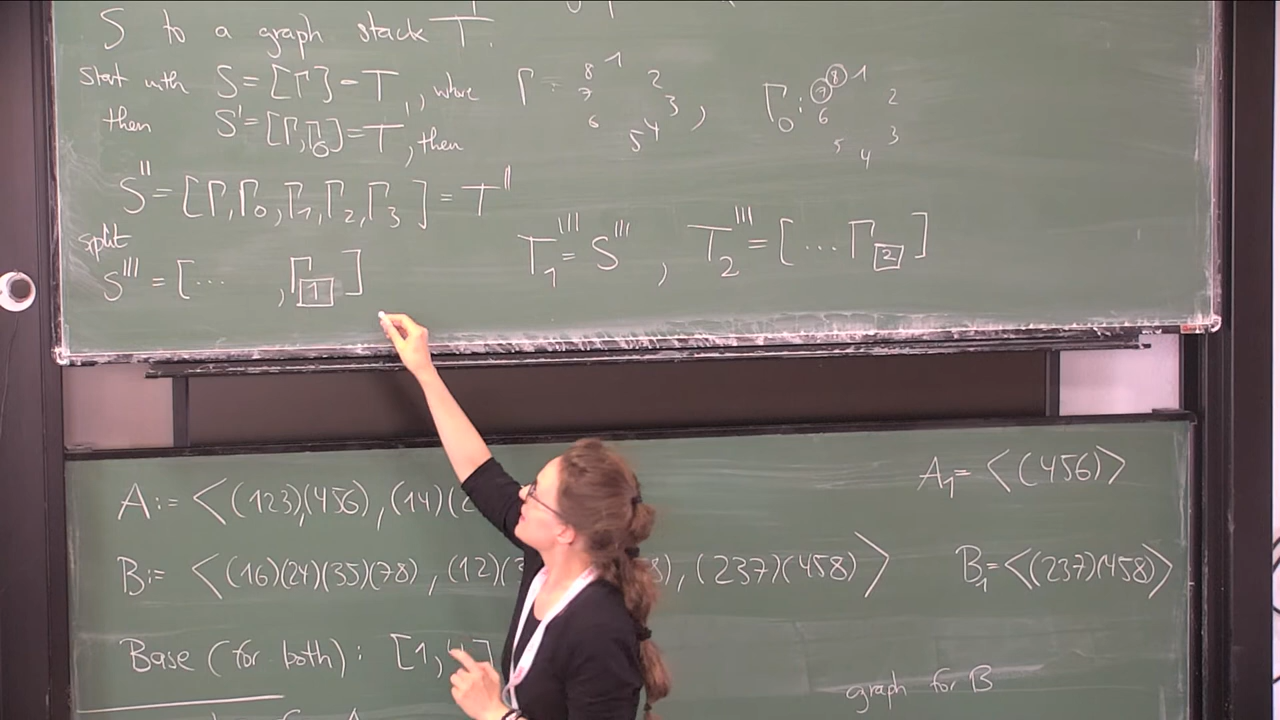 S to a graph stack T.
start with S = [Γ] = T, where Γ: 8 1 2 7 3 6 5 4, Γ₀: 7 8 1 2 6 3 5 4
then S' = [Γ,Γ₀] = T', then
S'' = [Γ,Γ₀,Γ₁,Γ₂,Γ₃] = T''
split
S''' = [... ,Γ₁] T₁''' = S''', T₂''' = [...Γ₂]
A:= <(123)(456),(14)( A₁= <(456)>
B:= <(16)(24)(35)(78), (12)( 8), (237)(458)> B₁=<(237)(458)>
Base (for both): [1, ]
graph for B